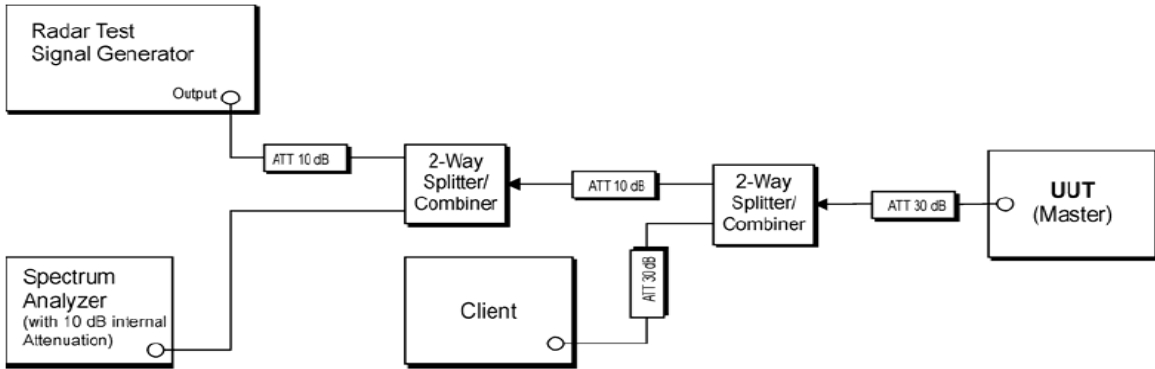 Radar Test
Signal Generator
Output
ATT 10 dB
2-Way
Splitter/
Combiner
ATT 10 dB
2-Way
Splitter/
Combiner
ATT 30 dB
UUT
(Master)
Spectrum
Analyzer
(with 10 dB internal
Attenuation)
Client
ATT 30 dB